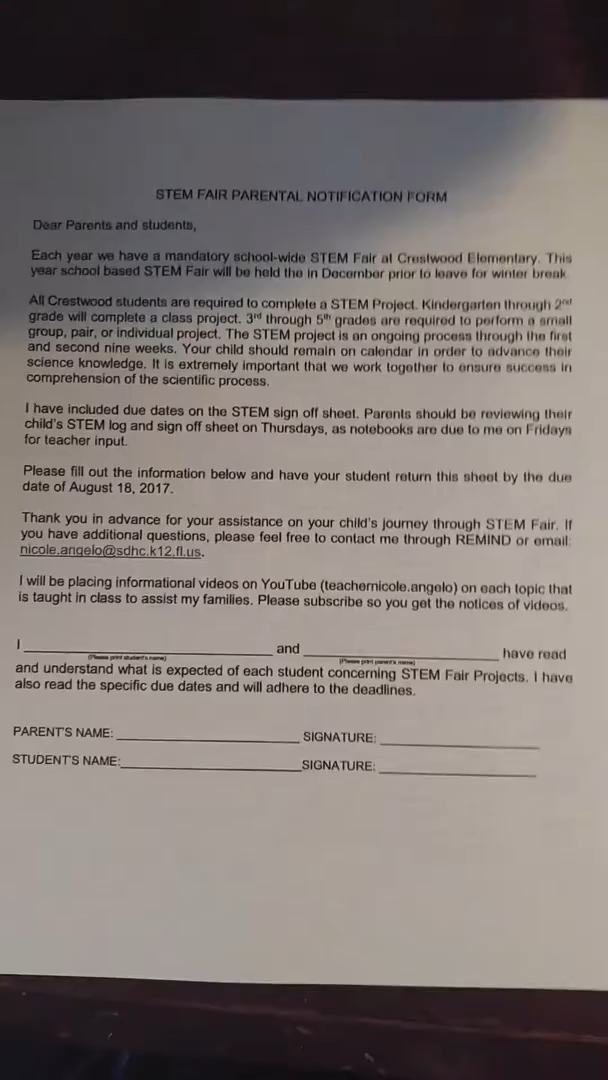 STEM FAIR PARENTAL NOTIFICATION FORM
Dear Parents and students,
Each year we have a mandatory school-wide STEM Fair at Crestwood Elementary. This
year school based STEM Fair will be held the in December prior to leave for winter break.
All Crestwood students are required to complete a STEM Project. Kindergarten through 2nd
grade will complete a class project. 3rd through 5th grades are required to perform a small
group, pair, or individual project. The STEM project is an ongoing process through the first
and second nine weeks. Your child should remain on calendar in order to advance their
science knowledge. It is extremely important that we work together to ensure success in
comprehension of the scientific process.
I have included due dates on the STEM sign off sheet. Parents should be reviewing their
child's STEM log and sign off sheet on Thursdays, as notebooks are due to me on Fridays
for teacher input.
Please fill out the information below and have your student return this sheet by the due
date of August 18, 2017.
Thank you in advance for your assistance on your child's journey through STEM Fair. If
you have additional questions, please feel free to contact me through REMIND or email:
nicole.angelo@sdhc.k12.fl.us.
I will be placing informational videos on YouTube (teachernicole.angelo) on each topic that
is taught in class to assist my families. Please subscribe so you get the notices of videos.
I ____________________ and ____________________ have read
(Please print student's name) (Please print parent's name)
and understand what is expected of each student concerning STEM Fair Projects. I have
also read the specific due dates and will adhere to the deadlines.
PARENT'S NAME: ____________________ SIGNATURE: ____________________
STUDENT'S NAME: ____________________ SIGNATURE: ____________________